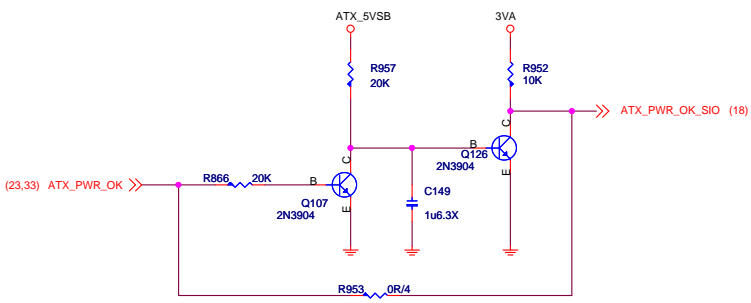 ATX_5VSB
3VA
R957
20K
R952
10K
C
ATX_PWR_OK_SIO (18)
B
Q126
2N3904
E
(23,33) ATX_PWR_OK
R866
20K
B
C
Q107
2N3904
E
C149
1u6.3X
R953
0R/4